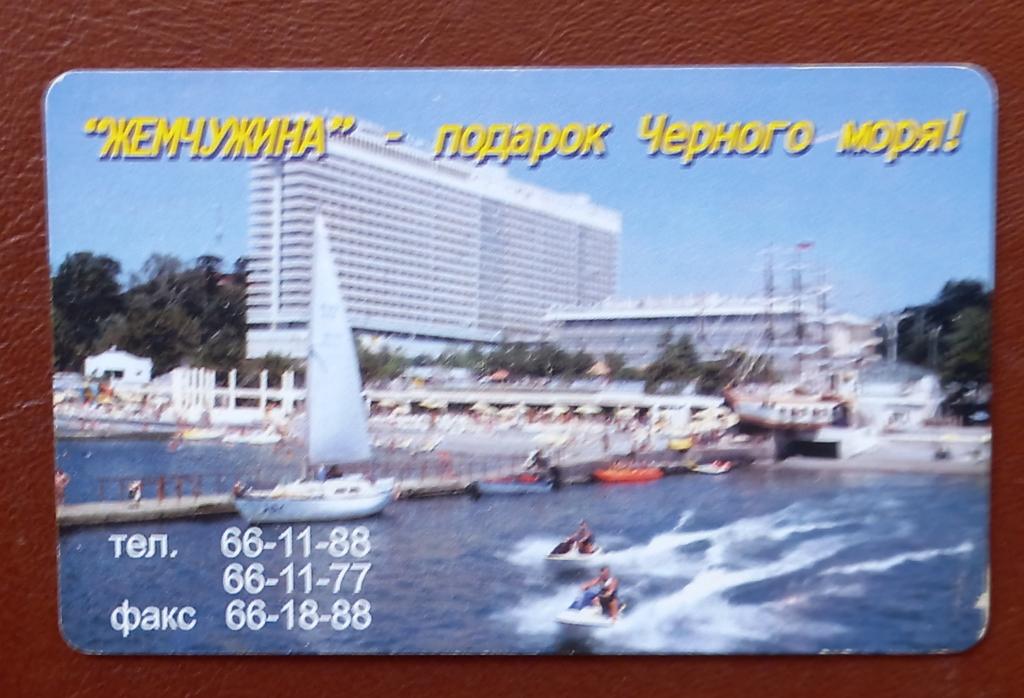 "ЖЕМЧУЖИНА" - подарок Черного моря!
тел. 66-11-88
66-11-77
факс 66-18-88